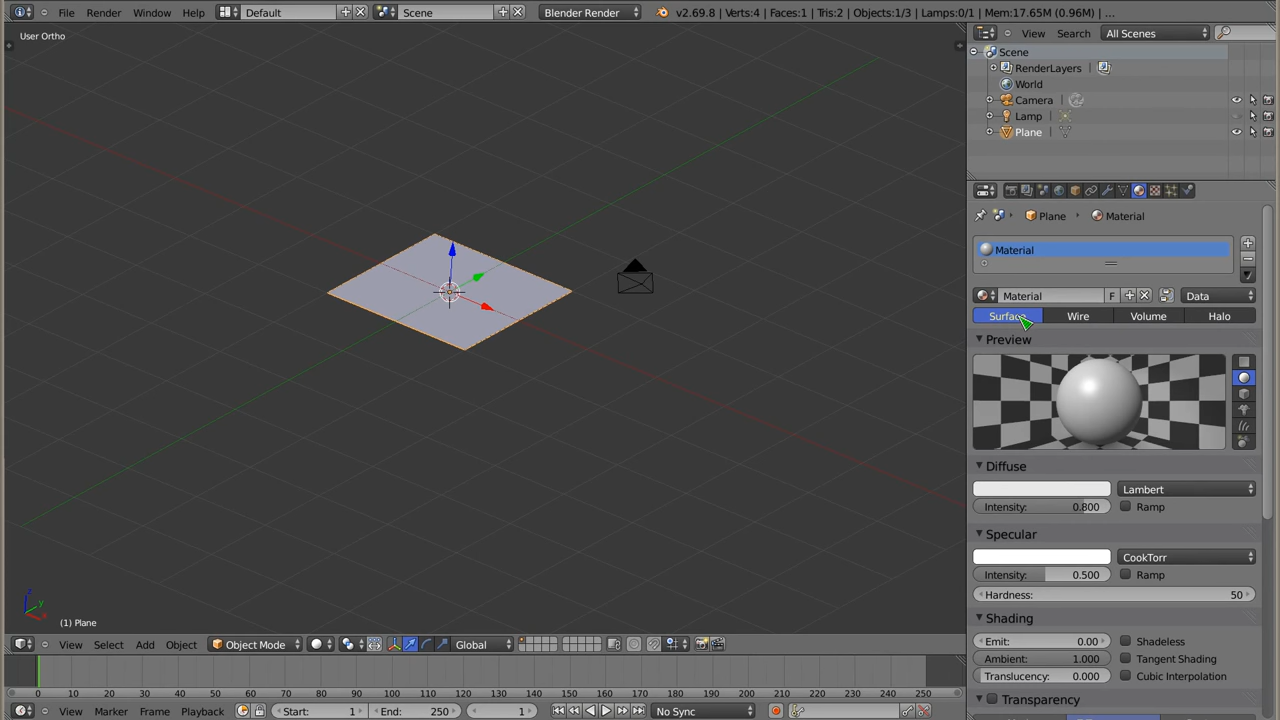 File Render Window Help Default Scene Blender Render v2.69.8 | Verts:4 | Faces:1 | Tris:2 | Objects:1/3 | Lamps:0/1 | Mem:17.65M (0.96M) | ...
View Search All Scenes
User Ortho
Scene
RenderLayers
World
Camera
Lamp
Plane
Plane Material
Material
Material F Data
Surface Wire Volume Halo
Preview
Diffuse
Lambert
Intensity: 0.800 Ramp
Specular
CookTorr
Intensity: 0.500 Ramp
Hardness: 50
Shading
Emit: 0.00 Shadeless
Ambient: 1.000 Tangent Shading
Translucency: 0.000 Cubic Interpolation
Transparency
z
y
x
(1) Plane
View Select Add Object Object Mode Global
0 10 20 30 40 50 60 70 80 90 100 110 120 130 140 150 160 170 180 190 200 210 220 230 240 250
View Marker Frame Playback Start: 1 End: 250 1 No Sync